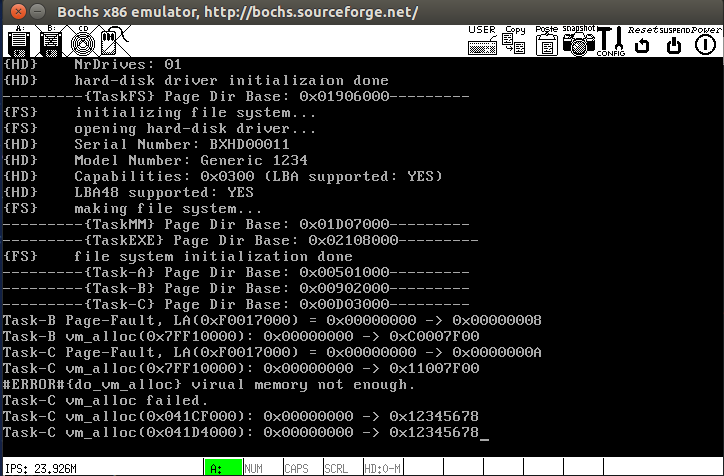 Bochs x86 emulator, http://bochs.sourceforge.net/
A: B: CD USER Copy Paste snapshot CONFIG Reset SUSPEND Power
{HD} NrDrives: 01
{HD} hard-disk driver initializaion done
---------{TaskFS} Page Dir Base: 0x01906000---------
{FS} initializing file system...
{FS} opening hard-disk driver...
{HD} Serial Number: BXHD00011
{HD} Model Number: Generic 1234
{HD} Capabilities: 0x0300 (LBA supported: YES)
{HD} LBA48 supported: YES
{FS} making file system...
---------{TaskMM} Page Dir Base: 0x01D07000---------
---------{TaskEXE} Page Dir Base: 0x02108000---------
{FS} file system initialization done
---------{Task-A} Page Dir Base: 0x00501000---------
---------{Task-B} Page Dir Base: 0x00902000---------
---------{Task-C} Page Dir Base: 0x00D03000---------
Task-B Page-Fault, LA(0xF0017000) = 0x00000000 -> 0x00000008
Task-B vm_alloc(0x7FF10000): 0x00000000 -> 0xC0007F00
Task-C Page-Fault, LA(0xF0017000) = 0x00000000 -> 0x0000000A
Task-C vm_alloc(0x7FF10000): 0x00000000 -> 0x11007F00
#ERROR#{do_vm_alloc} virual memory not enough.
Task-C vm_alloc failed.
Task-C vm_alloc(0x041CF000): 0x00000000 -> 0x12345678
Task-C vm_alloc(0x041D4000): 0x00000000 -> 0x12345678_
IPS: 23,926M A: NUM CAPS SCRL HD:0-M